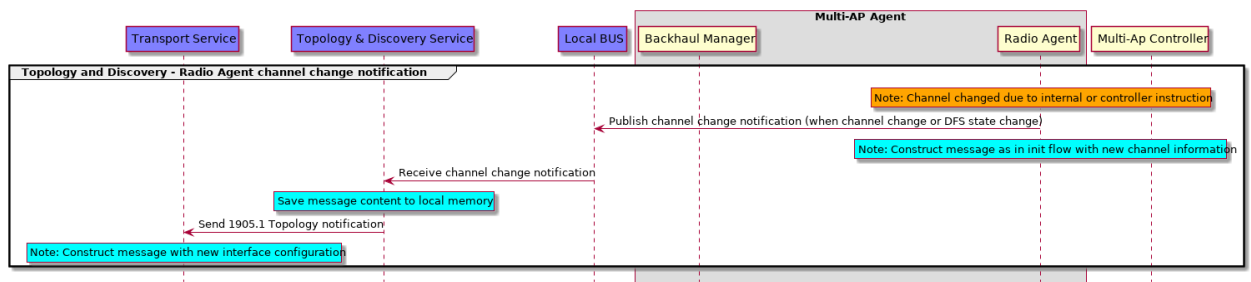 Multi-AP Agent
Transport Service
Topology & Discovery Service
Local BUS
Backhaul Manager
Radio Agent
Multi-Ap Controller
Topology and Discovery - Radio Agent channel change notification
Note: Channel changed due to internal or controller instruction
Publish channel change notification (when channel change or DFS state change)
Note: Construct message as in init flow with new channel information
Receive channel change notification
Save message content to local memory
Send 1905.1 Topology notification
Note: Construct message with new interface configuration